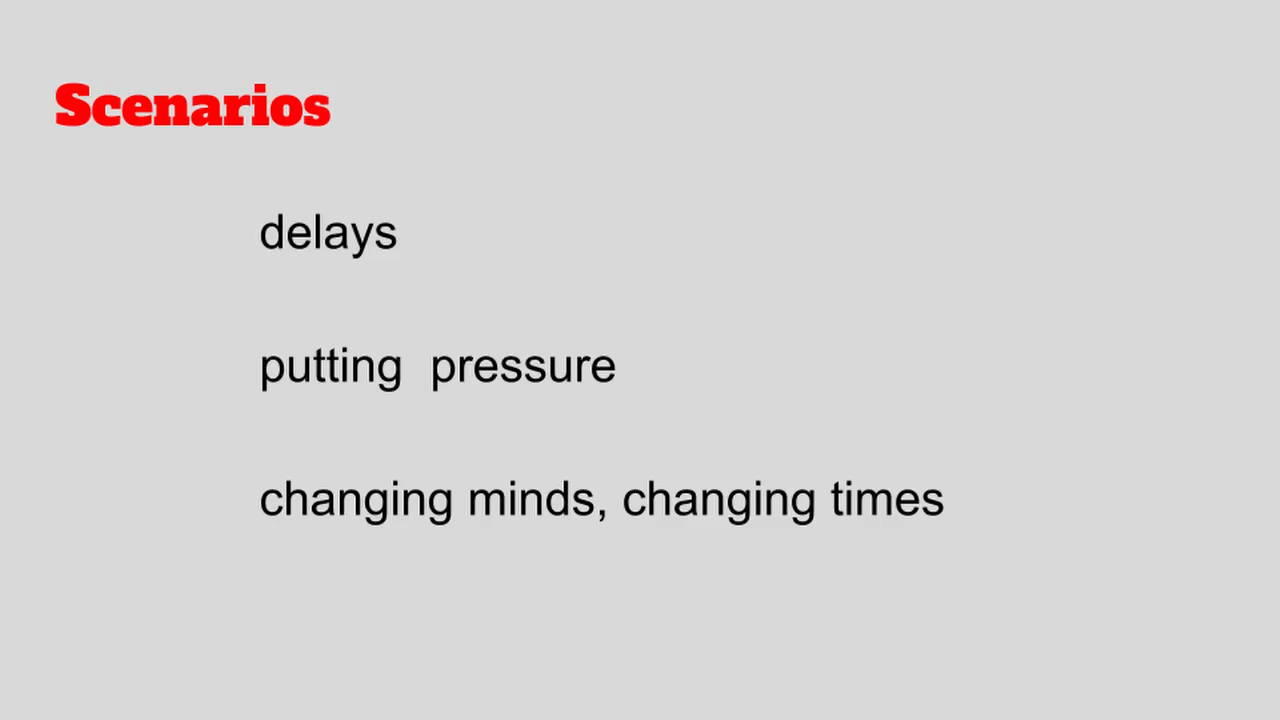 Scenarios
delays
putting  pressure
changing minds, changing times